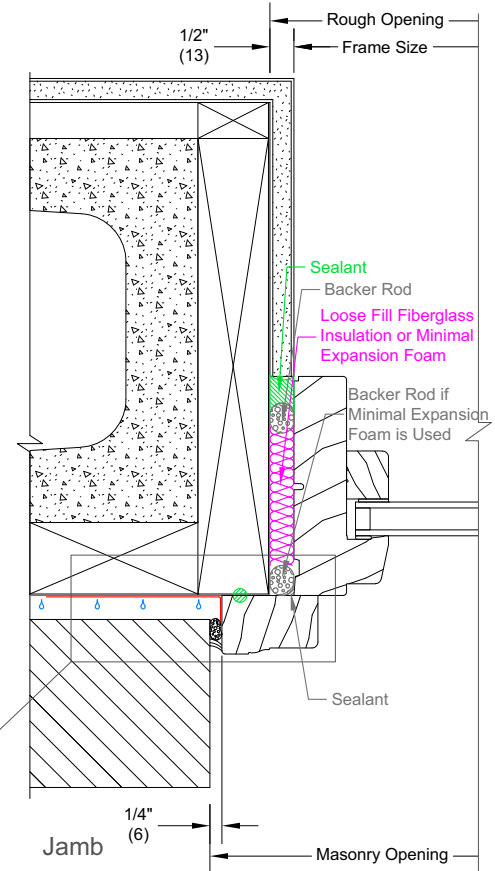 Rough Opening
1/2"
(13)
Frame Size
Sealant
Backer Rod
Loose Fill Fiberglass
Insulation or Minimal
Expansion Foam
Backer Rod if
Minimal Expansion
Foam is Used
Sealant
1/4"
(6)
Jamb
Masonry Opening